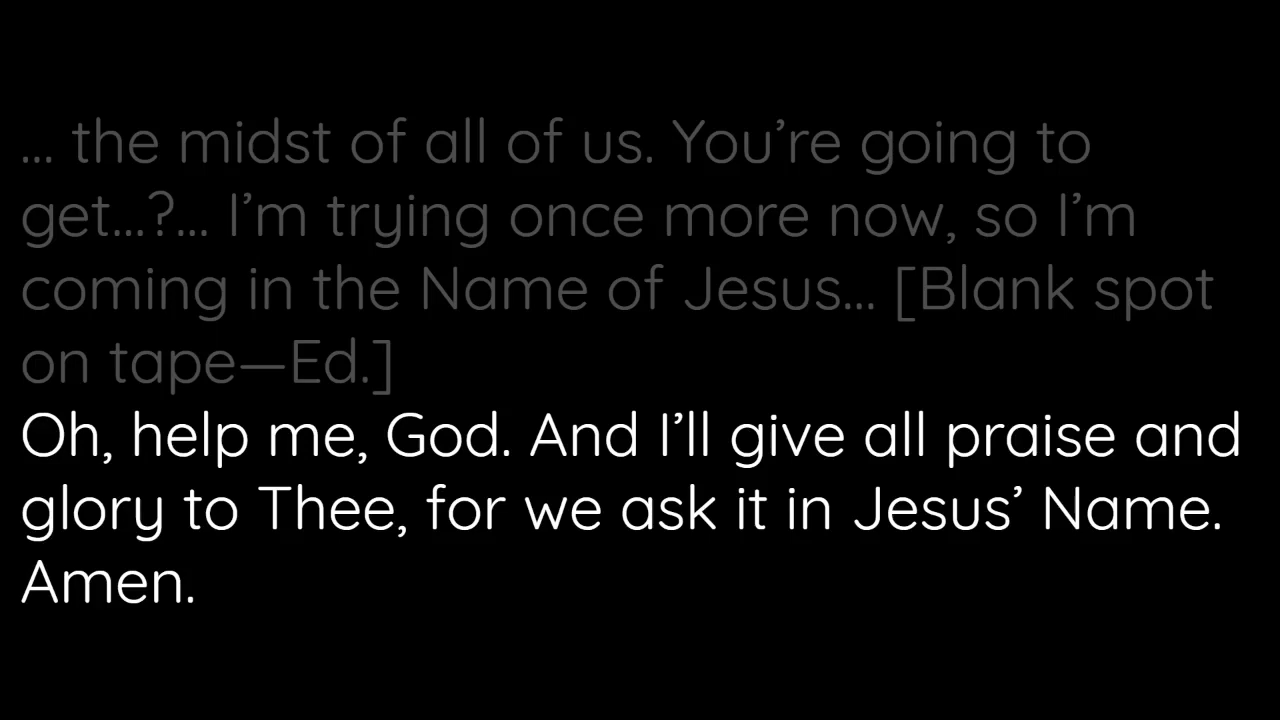 ... the midst of all of us. You’re going to
get...?... I’m trying once more now, so I’m
coming in the Name of Jesus... [Blank spot
on tape—Ed.]
Oh, help me, God. And I’ll give all praise and
glory to Thee, for we ask it in Jesus’ Name.
Amen.